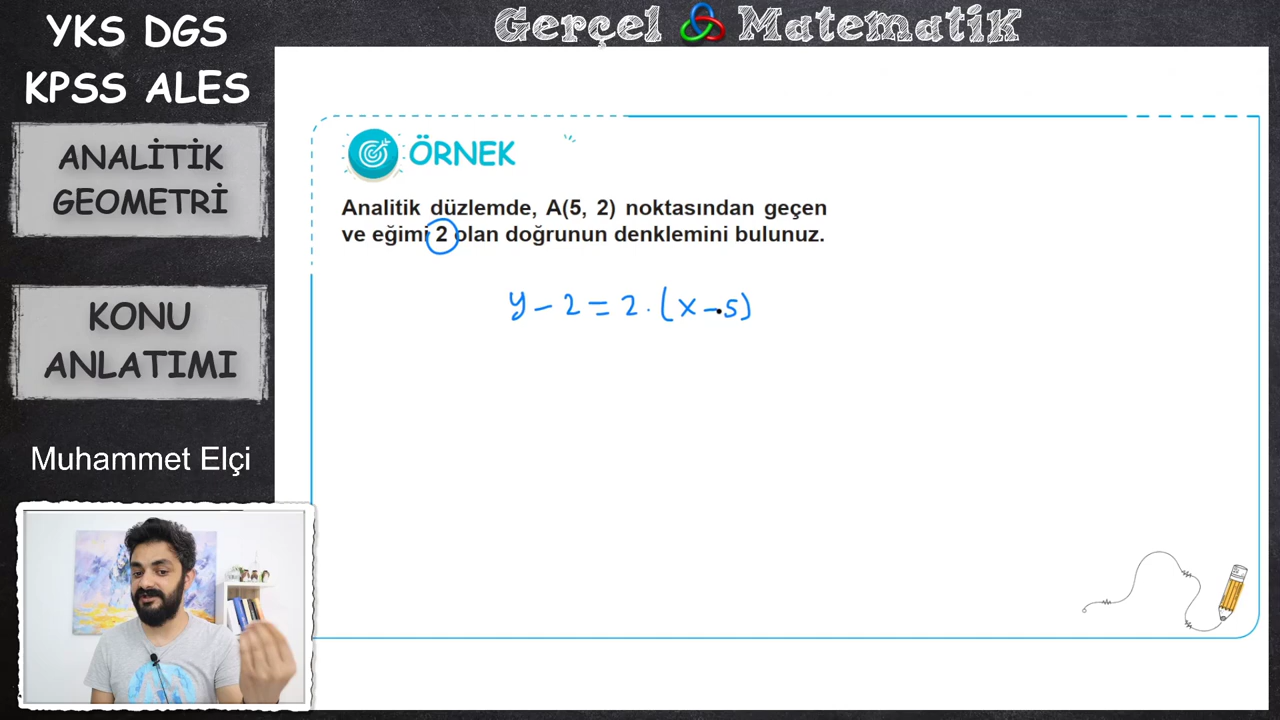 YKS DGS
KPSS ALES
ANALİTİK
GEOMETRİ
KONU
ANLATIMI
Muhammet Elçi
Gerçel Matematik
ÖRNEK
Analitik düzlemde, A(5, 2) noktasından geçen
ve eğimi 2 olan doğrunun denklemini bulunuz.
y - 2 = 2 . (x - 5)